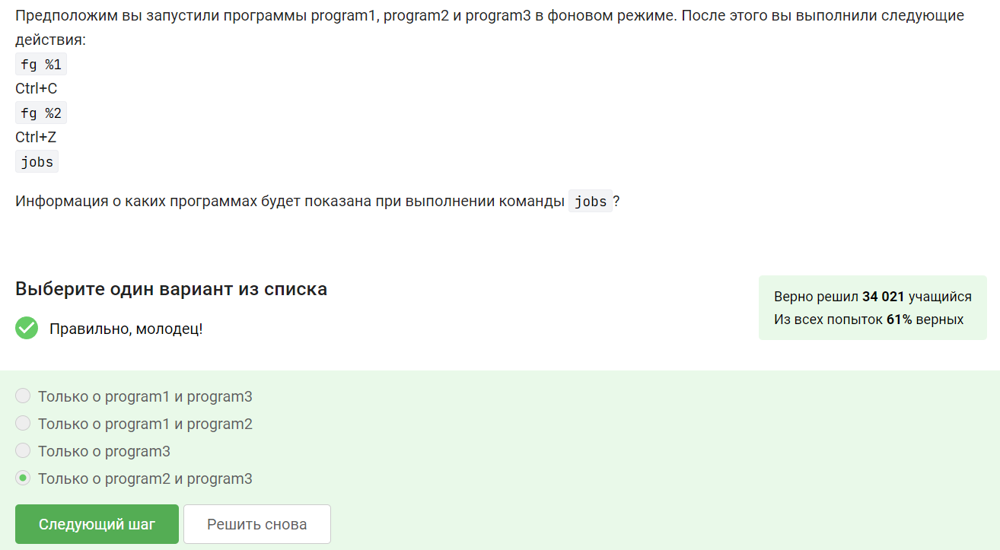 Предположим вы запустили программы program1, program2 и program3 в фоновом режиме. После этого вы выполнили следующие
действия:
fg %1
Ctrl+C
fg %2
Ctrl+Z
jobs
Информация о каких программах будет показана при выполнении команды jobs?
Выберите один вариант из списка
Правильно, молодец!
Верно решил 34 021 учащийся
Из всех попыток 61% верных
Только о program1 и program3
Только о program1 и program2
Только о program3
Только о program2 и program3
Следующий шаг
Решить снова